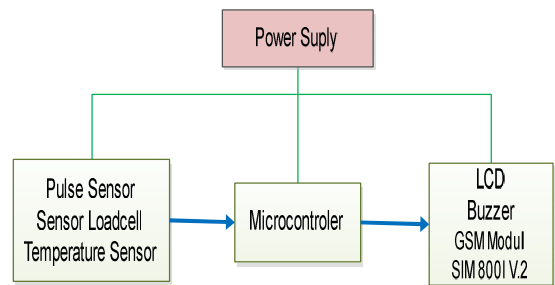 Power Suply
Pulse Sensor
Sensor Loadcell
Temperature Sensor
Microcontroler
LCD
Buzzer
GSM Modul
SIM 800l V.2